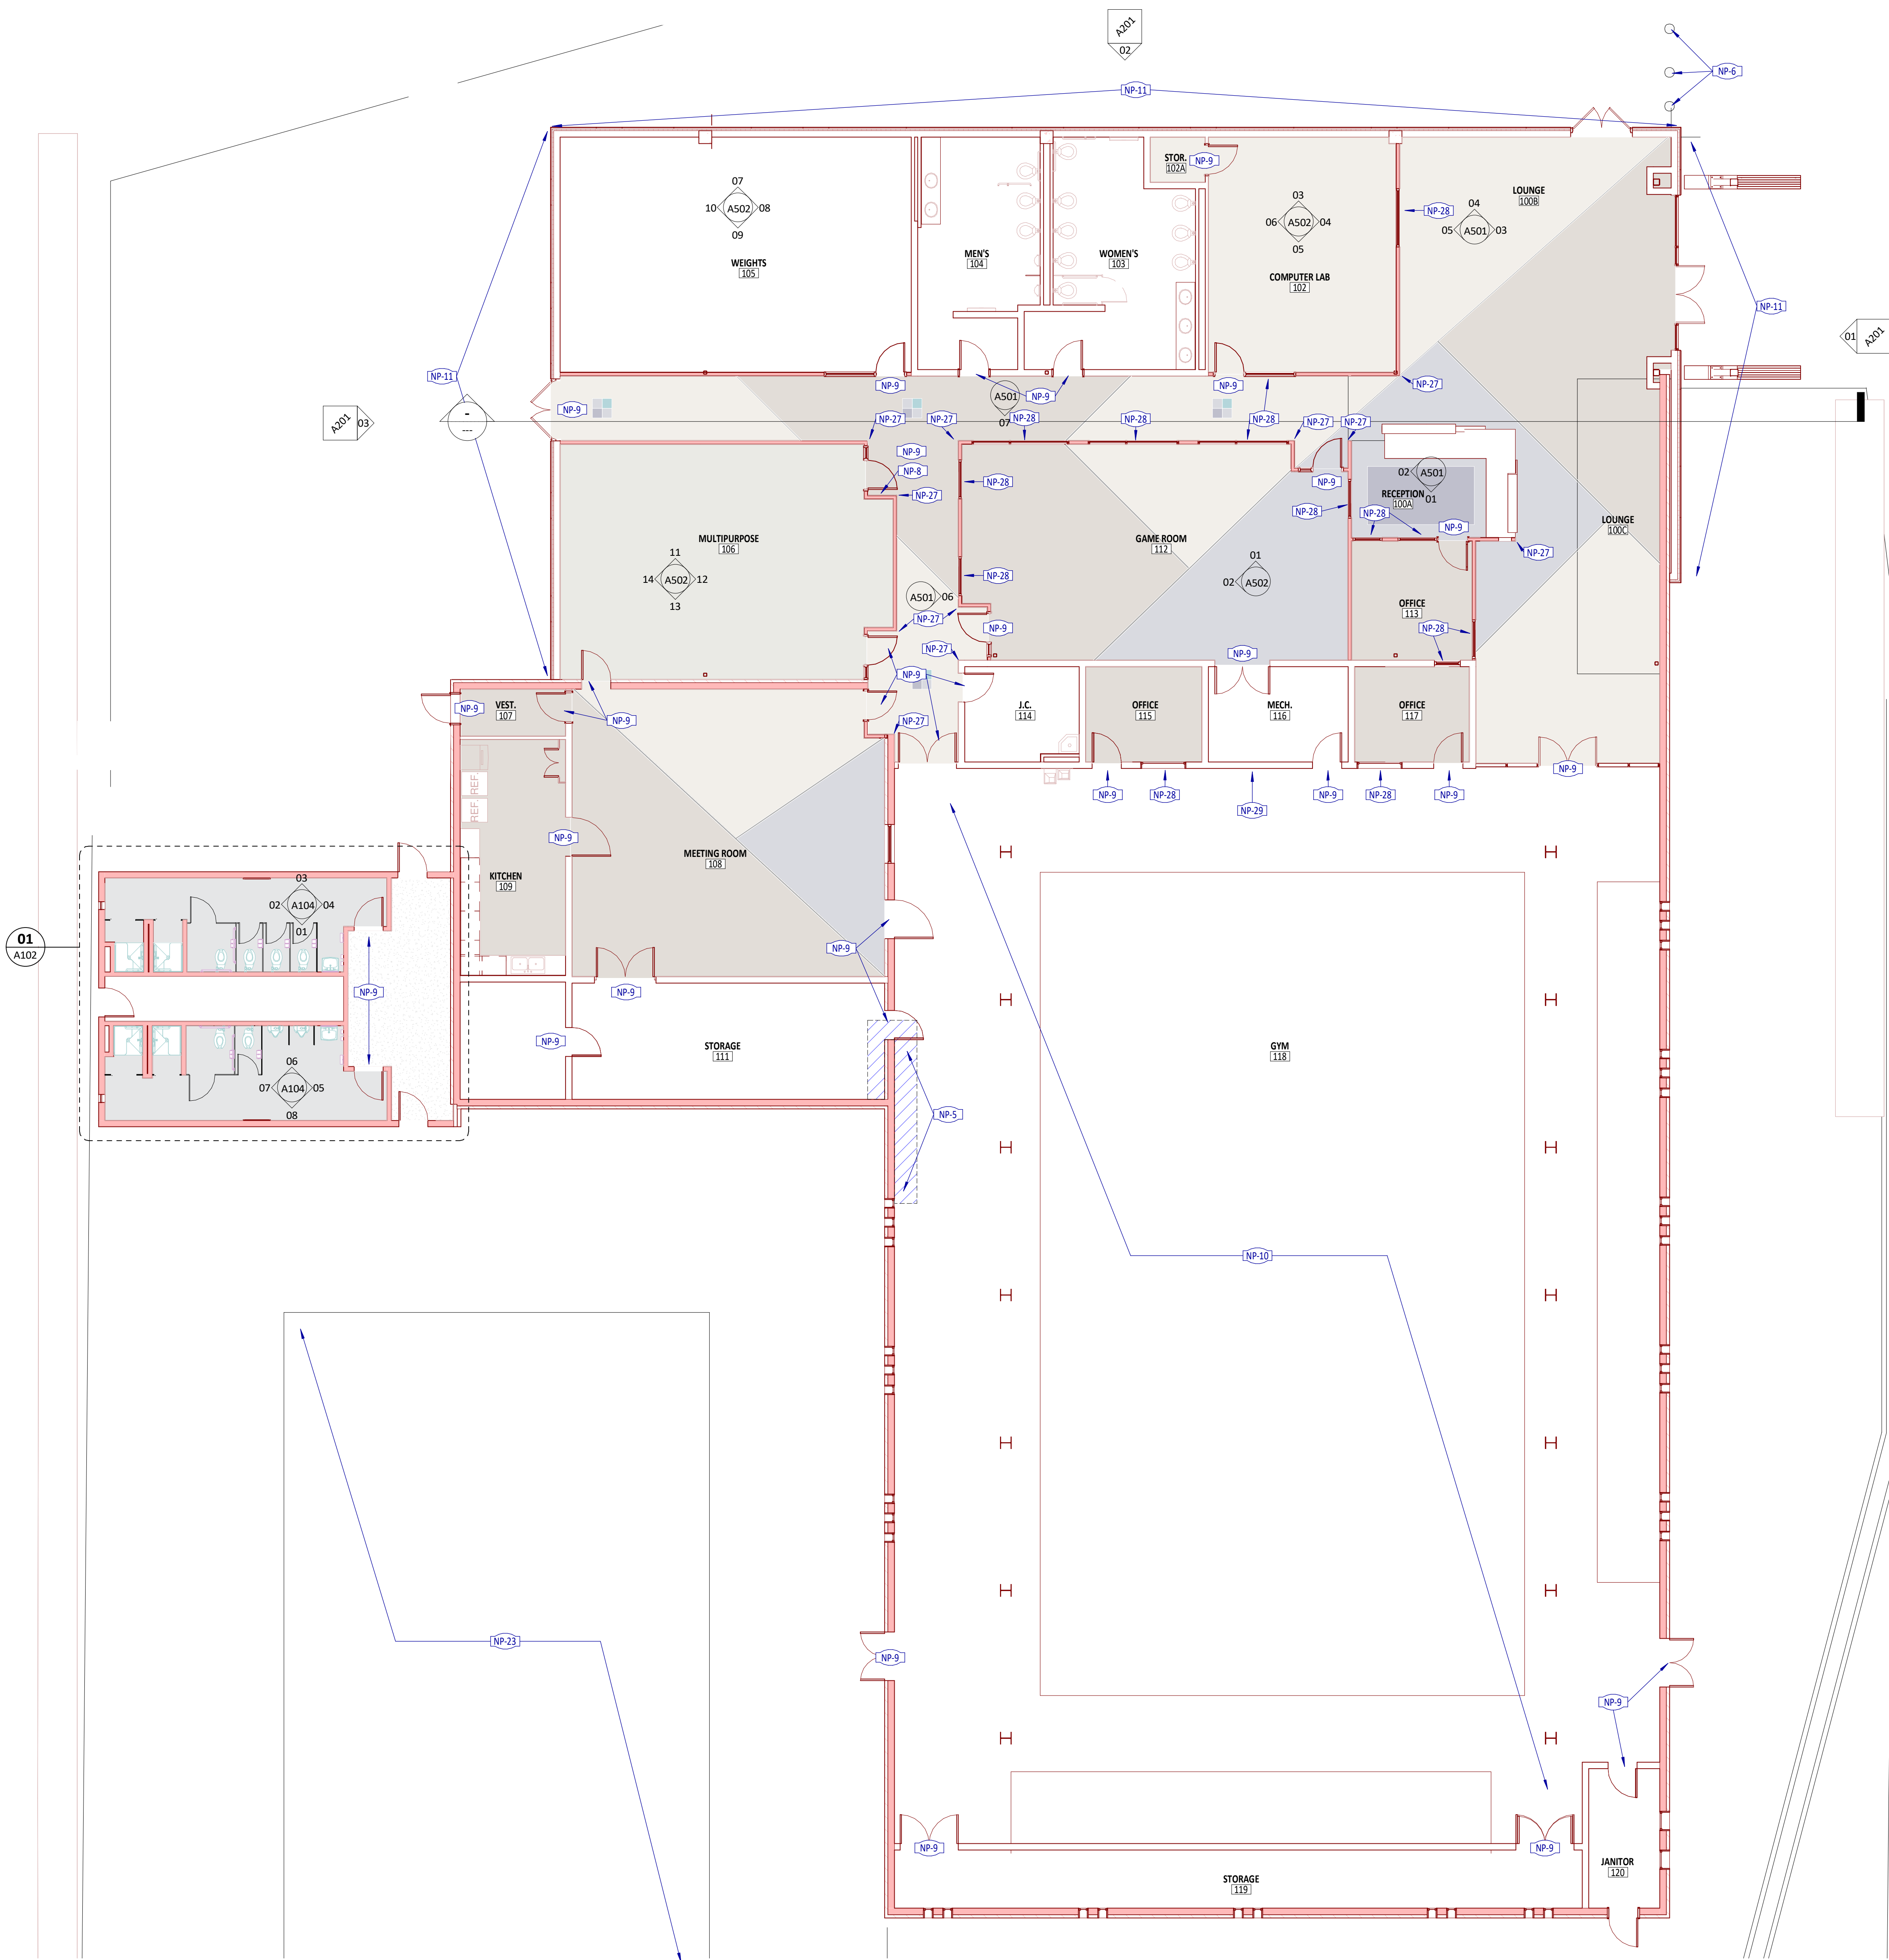 A201
02
NP-6
NP-11
STOR.
102A
NP-9
07
10 A502 08
09
WEIGHTS
105
MEN'S
104
WOMEN'S
103
03
06 A502 04
05
COMPUTER LAB
102
NP-28
LOUNGE
100B
04
05 A501 03
NP-11
01
A201
NP-11
NP-9
NP-9
NP-9
NP-27
NP-9
A501
07
-
---
A201
03
NP-27
NP-27
NP-28
NP-28
NP-28
NP-27
NP-27
NP-9
NP-8
NP-27
NP-28
NP-9
NP-28
02 A501
01
RECEPTION
100A
NP-28
NP-9
LOUNGE
100C
NP-27
MULTIPURPOSE
106
11
14 A502 12
13
GAME ROOM
112
01
02 A502
NP-28
A501 06
NP-27
NP-9
OFFICE
113
NP-28
NP-27
NP-9
NP-9
NP-9
VEST.
107
NP-9
NP-9
NP-27
J.C.
114
OFFICE
115
MECH.
116
OFFICE
117
NP-9
REF.
REF.
NP-9
NP-28
NP-29
NP-9
NP-28
NP-9
NP-9
MEETING ROOM
108
KITCHEN
109
03
02 A104 04
01
01
A102
NP-9
NP-9
NP-9
NP-9
STORAGE
111
GYM
118
06
07 A104 05
08
NP-5
NP-10
NP-23
NP-9
NP-9
NP-9
NP-9
JANITOR
120
STORAGE
119